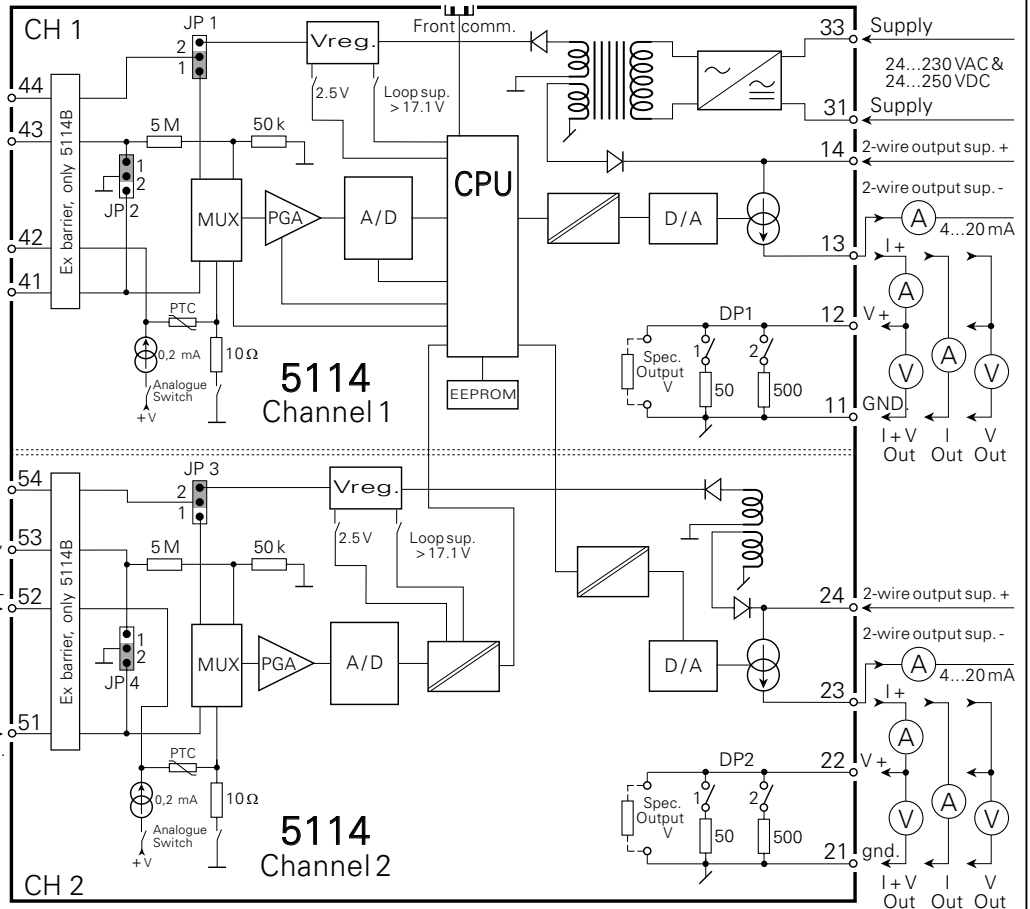 CH 1
JP 1
2
1
Vreg.
Front comm.
2.5 V
Loop sup.
> 17.1 V
33
Supply
24...230 VAC &
24...250 VDC
31
Supply
14
2-wire output sup. +
2-wire output sup. -
A
4...20 mA
13
I +
44
43
42
41
Ex barrier, only 5114B
5 M
50 k
1
2
JP 2
MUX
PGA
A/D
CPU
D/A
PTC
0,2 mA
10 Ω
Analogue
Switch
+V
5114
Channel 1
EEPROM
DP1
Spec.
Output
V
1
2
50
500
12
V +
11
GND.
A
V
A
V
I + V
Out
I
Out
V
Out
54
JP 3
2
1
Vreg.
2.5 V
Loop sup.
> 17.1 V
53
52
51
Ex barrier, only 5114B
5 M
50 k
1
2
JP 4
MUX
PGA
A/D
D/A
24
2-wire output sup. +
2-wire output sup. -
A
4...20 mA
23
I +
PTC
0,2 mA
10 Ω
Analogue
Switch
+V
5114
Channel 2
DP2
Spec.
Output
V
1
2
50
500
22
V +
21
gnd.
A
V
A
V
I + V
Out
I
Out
V
Out
CH 2